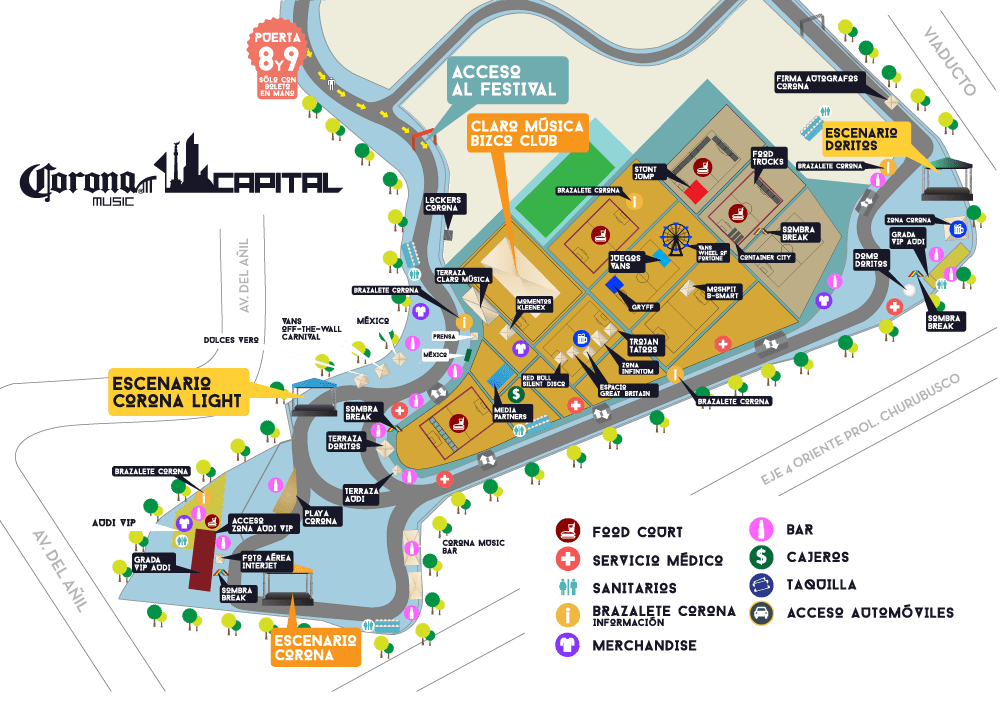 PUERTA
8 Y 9
SÓLO CON
BOLETO
EN MANO
ACCESO
AL FESTIVAL
CLARO MÚSICA
BIZCO CLUB
VIADUCTO
FIRMA AUTOGRAFOS
CORONA
ESCENARIO
DORITOS
BRAZALETE CORONA
Corona
MUSIC
CAPITAL
LOCKERS
CORONA
BRAZALETE CORONA
STUNT
JUMP
FOOD
TRUCKS
SOMBRA
BREAK
CONTAINER CITY
ZONA CORONA
GRADA
VIP AUDI
DOMO
DORITOS
SOMBRA
BREAK
AV. DEL AÑIL
TERRAZA
CLARO MÚSICA
BRAZALETE CORONA
MOMENTOS
KLEENEX
JUEGOS
VANS
VANS
WHEEL OF
FORTUNE
MOSHPIT
B-SMART
GRYFF
PRENSA
MÉXICO
VANS
OFF-THE-WALL
CARNIVAL
MÉXICO
DULCES VERO
TROJAN
TATOOS
ZONA
INFINITUM
RED BULL
SILENT DISCO
ESPACIO
GREAT BRITAIN
BRAZALETE CORONA
MEDIA
PARTNERS
EJE 4 ORIENTE PROL. CHURUBUSCO
ESCENARIO
CORONA LIGHT
SOMBRA
BREAK
TERRAZA
DORITOS
TERRAZA
AUDI
BRAZALETE CORONA
PLAYA
CORONA
AUDI VIP
ACCESO
ZONA AUDI VIP
GRADA
VIP AUDI
FOTO AÉREA
INTERJET
SOMBRA
BREAK
CORONA MUSIC
BAR
AV. DEL AÑIL
ESCENARIO
CORONA
FOOD COURT
SERVICIO MÉDICO
SANITARIOS
BRAZALETE CORONA
INFORMACIÓN
MERCHANDISE
BAR
CAJEROS
TAQUILLA
ACCESO AUTOMÓVILES